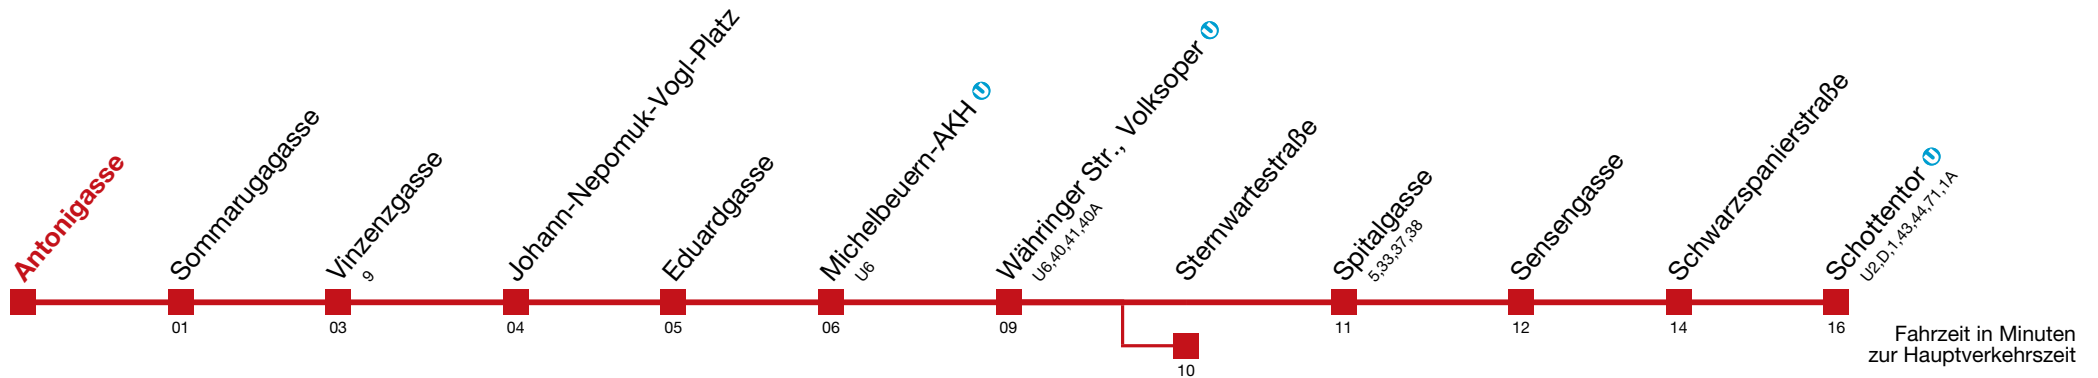 Antonigasse
Sommarugagasse
Vinzenzgasse
9
Johann-Nepomuk-Vogl-Platz
Eduardgasse
Michelbeuern-AKH
U6
Währinger Str., Volksoper
U6,40,41,40A
Sternwartestraße
Spitalgasse
5,33,37,38
Sensengasse
Schwarzspanierstraße
Schottentor
U2,D,1,43,44,71,1A
01
03
04
05
06
09
10
11
12
14
16
Fahrzeit in Minuten
zur Hauptverkehrszeit